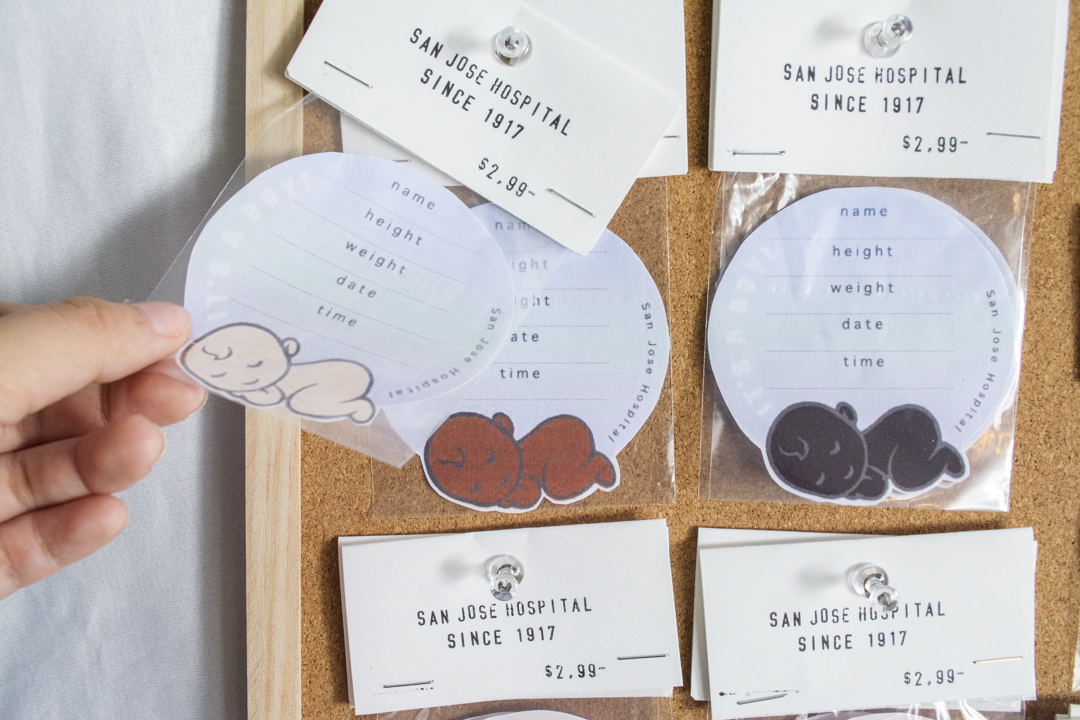 SAN JOSE HOSPITAL
SINCE 1917
$2,99-
SAN JOSE HOSPITAL
SINCE 1917
$2,99-
IT'S A BOY!
name
height
weight
date
time
San Jose Hospital
time
San Jose Hospital
IT'S A BOY!
name
height
weight
date
time
San Jose Hospital
SAN JOSE HOSPITAL
SINCE 1917
$2,99-
SAN JOSE HOSPITAL
SINCE 1917
$2,99-